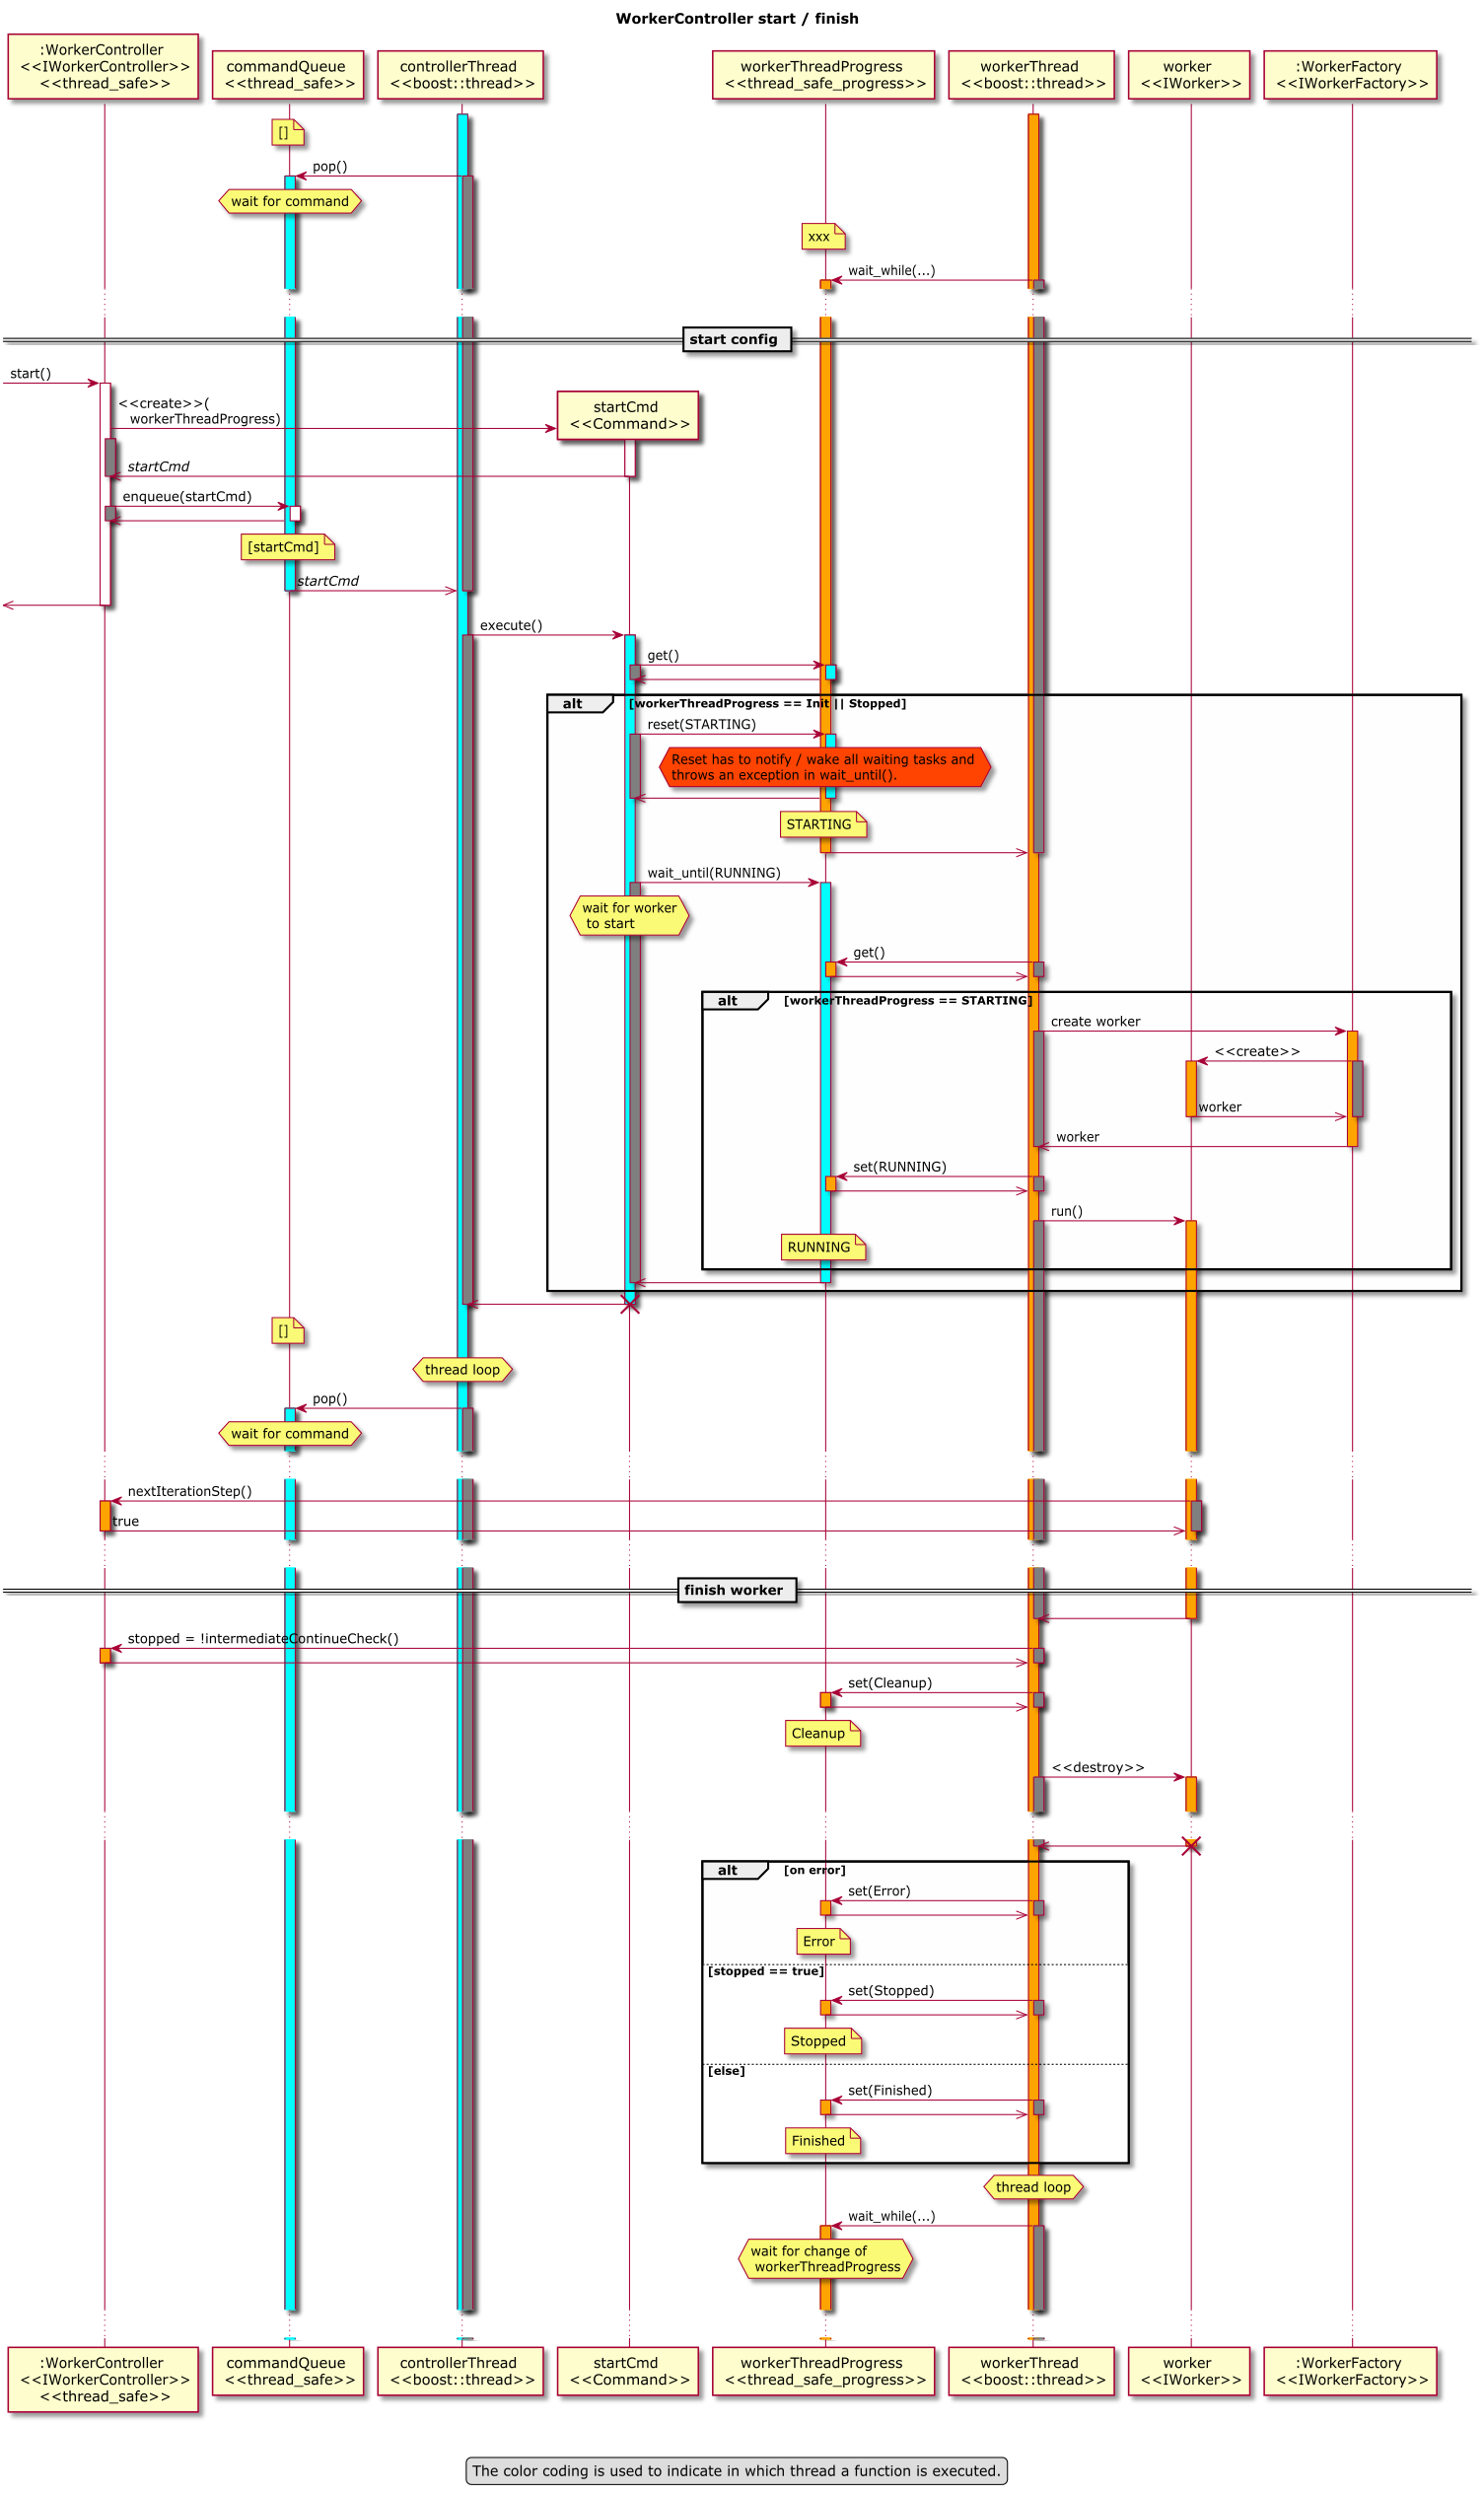 WorkerController start / finish
:WorkerController
<<IWorkerController>>
<<thread_safe>>
commandQueue
<<thread_safe>>
controllerThread
<<boost::thread>>
workerThreadProgress
<<thread_safe_progress>>
workerThread
<<boost::thread>>
worker
<<IWorker>>
:WorkerFactory
<<IWorkerFactory>>
[]
pop()
wait for command
xxx
wait_while(...)
start config
start()
<<create>>(
workerThreadProgress)
startCmd
<<Command>>
startCmd
enqueue(startCmd)
[startCmd]
startCmd
execute()
get()
alt
[workerThreadProgress == Init || Stopped]
reset(STARTING)
Reset has to notify / wake all waiting tasks and
throws an exception in wait_until().
STARTING
wait_until(RUNNING)
wait for worker
to start
get()
alt
[workerThreadProgress == STARTING]
create worker
<<create>>
worker
worker
set(RUNNING)
run()
RUNNING
[]
thread loop
pop()
wait for command
nextIterationStep()
true
finish worker
stopped = !intermediateContinueCheck()
set(Cleanup)
Cleanup
<<destroy>>
alt
[on error]
set(Error)
Error
[stopped == true]
set(Stopped)
Stopped
[else]
set(Finished)
Finished
thread loop
wait_while(...)
wait for change of
workerThreadProgress
:WorkerController
<<IWorkerController>>
<<thread_safe>>
commandQueue
<<thread_safe>>
controllerThread
<<boost::thread>>
startCmd
<<Command>>
workerThreadProgress
<<thread_safe_progress>>
workerThread
<<boost::thread>>
worker
<<IWorker>>
:WorkerFactory
<<IWorkerFactory>>
The color coding is used to indicate in which thread a function is executed.